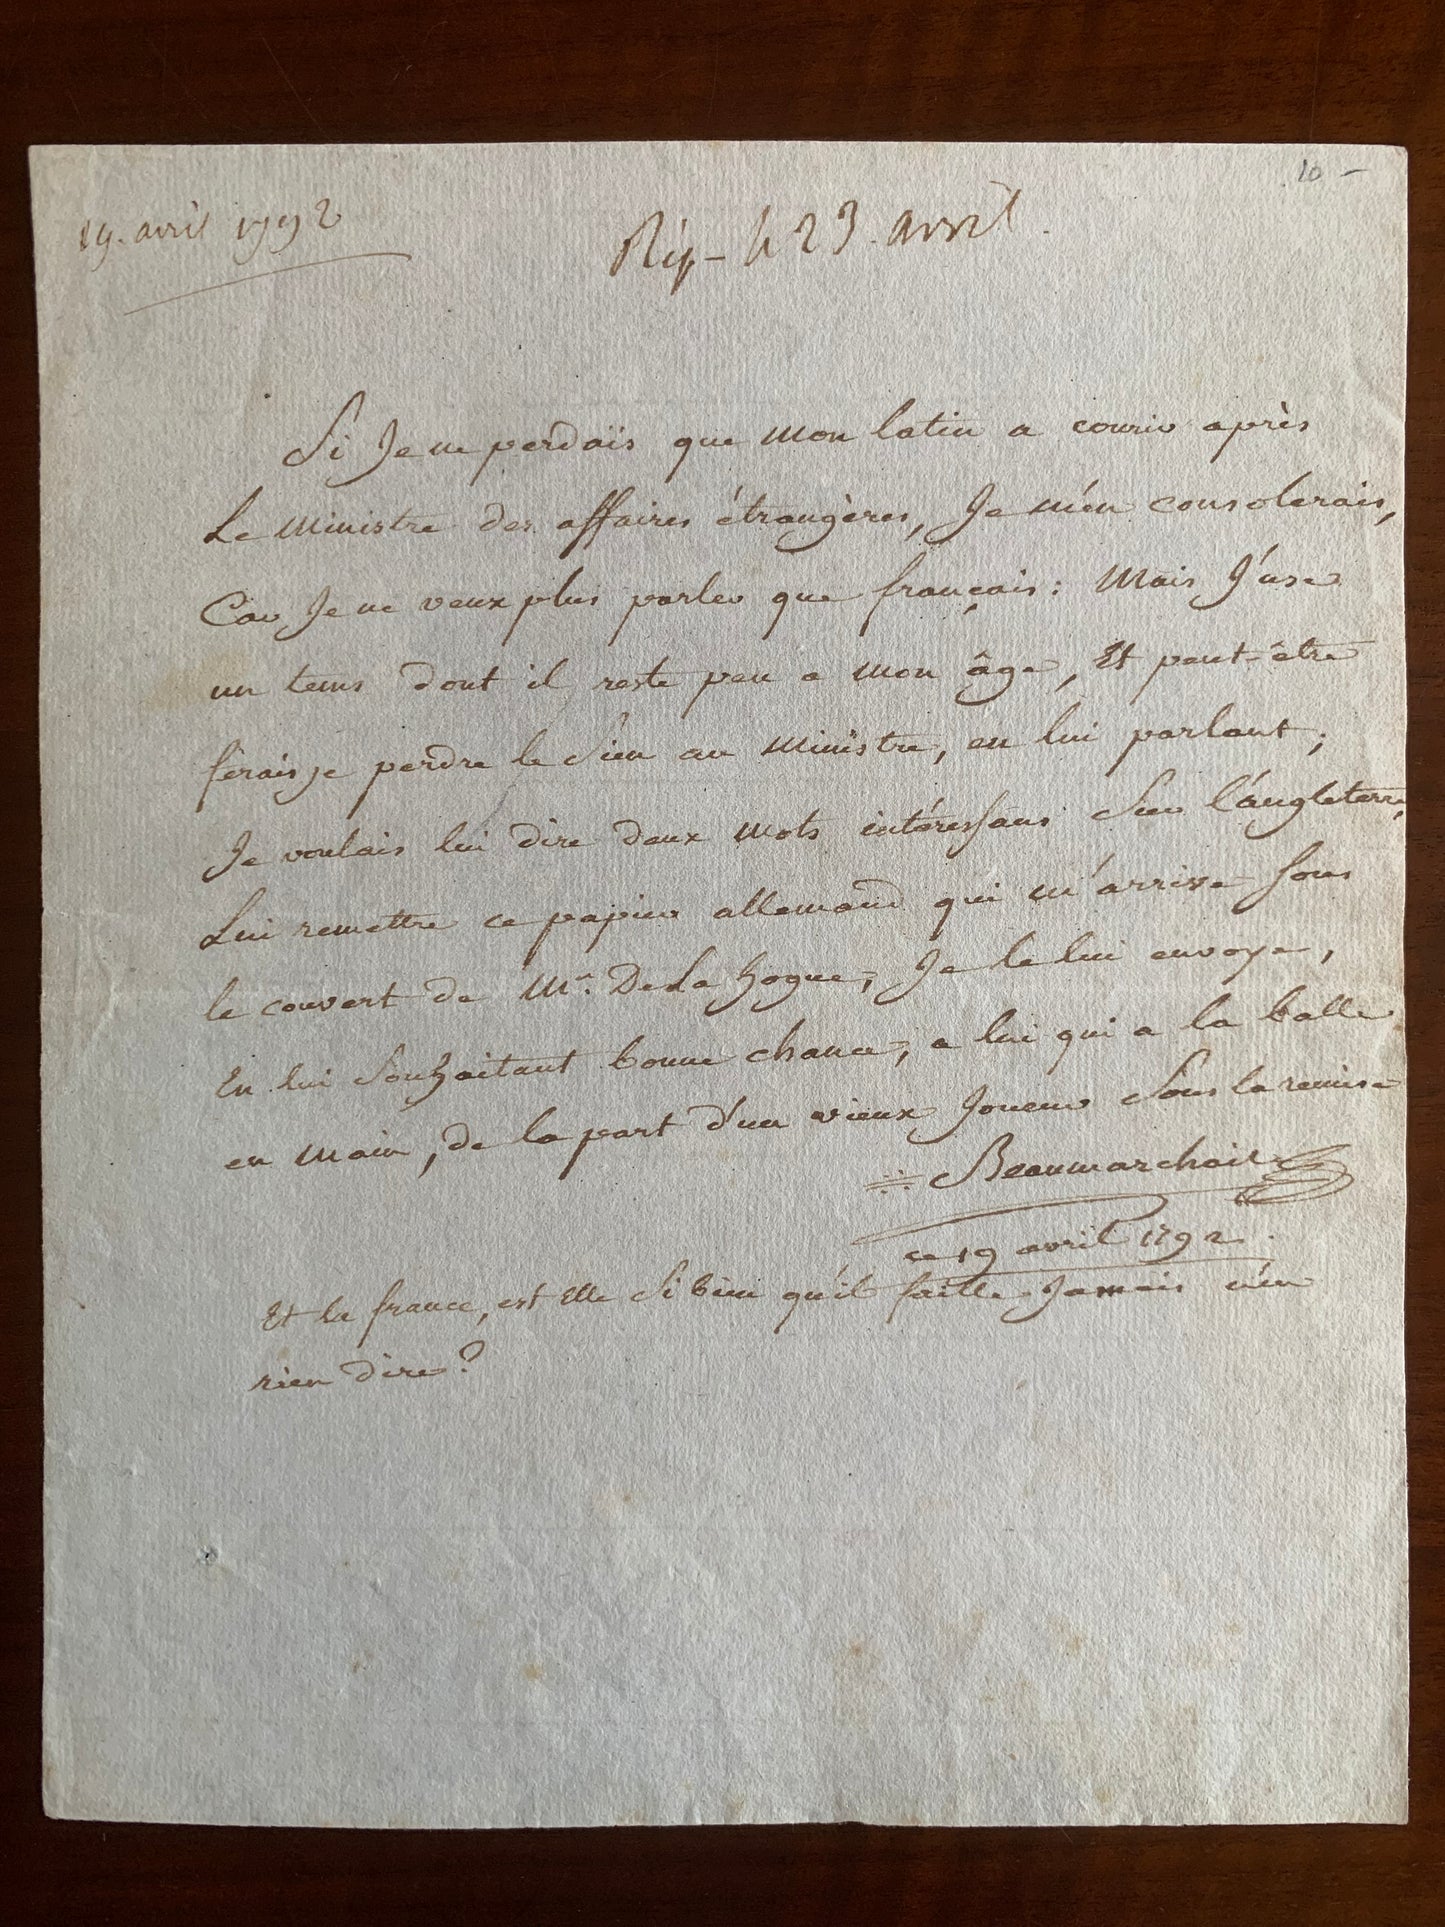 10 -
19. avril 1792
Rép - le 23. avril.
Si Je ne perdais que mon latin a courir après
Le ministre des affaires étrangères, Je m'en consolerais,
Car Je ne veux plus parler que français: Mais J'use
un tems dont il reste peu a mon âge, Et peut-être
ferais je perdre le Sien au Ministre, en lui parlant;
Je voulais lui dire deux mots intéressans Sur l'angleterre,
Lui remettre ce papier allemand qui m'arrive Sous
le couvert de Mr. De La hogue; Je le lui envoye,
En lui Souhaitant bonne chance, a lui qui a la balle
en main, de la part d'un vieux Joueur Sous la remise
Beaumarchais
ce 19 avril 1792.
Et la france, est Elle Si bien qu'il faille Jamais n'en
rien dire?